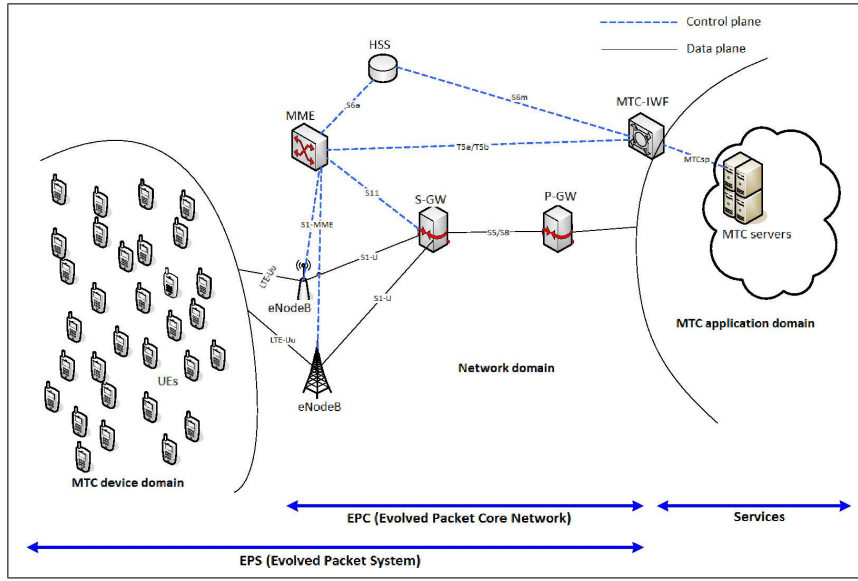 Control plane
Data plane
HSS
S6a
S6m
MTC-IWF
MME
T5a/T5b
MTCsp
S11
S-GW
P-GW
S1-MME
S5/S8
MTC servers
S1-U
LTE-Uu
eNodeB
S1-U
MTC application domain
LTE-Uu
Network domain
UEs
eNodeB
MTC device domain
EPC (Evolved Packet Core Network)
Services
EPS (Evolved Packet System)